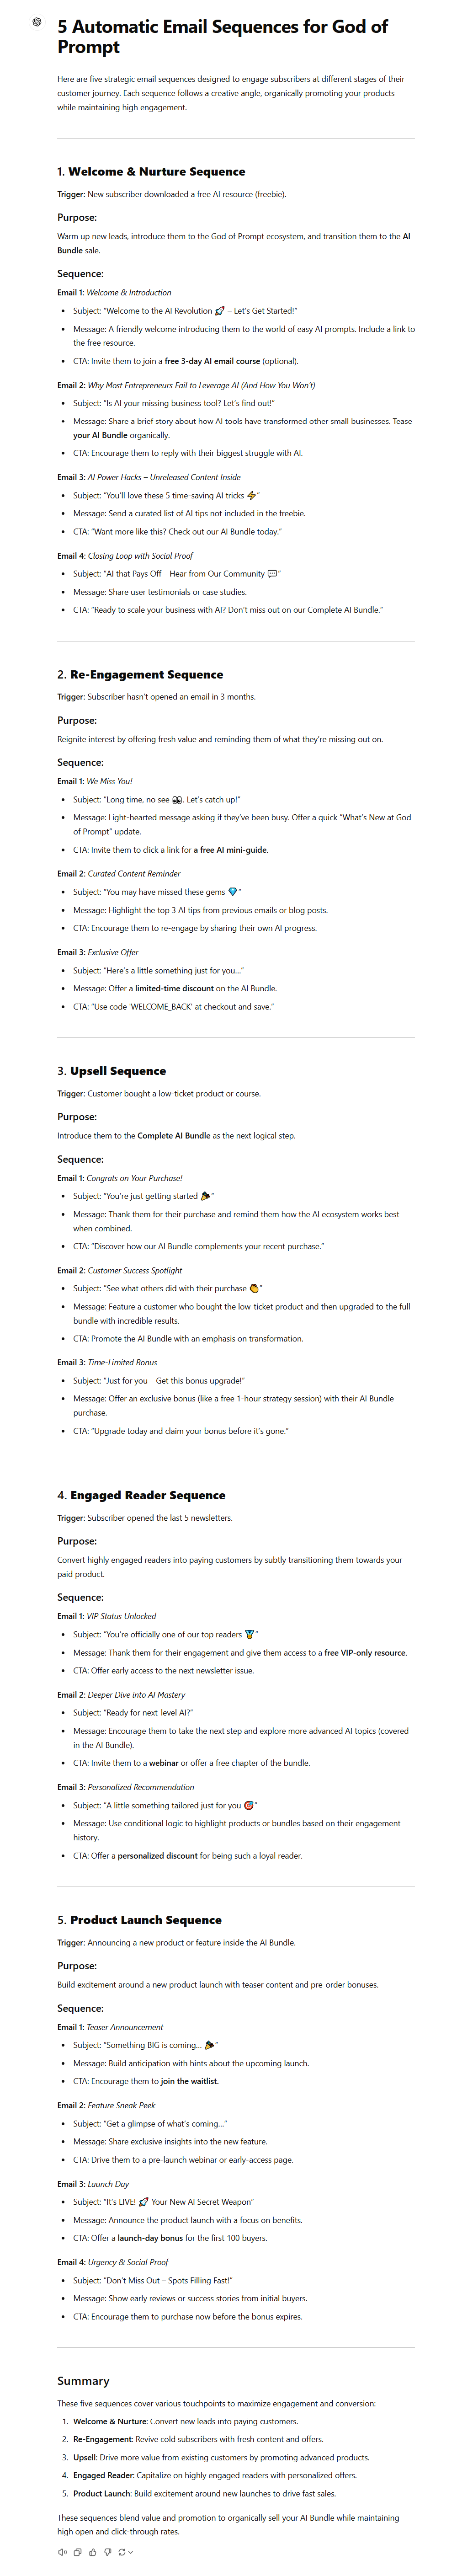 5 Automatic Email Sequences for God of
Prompt
Here are five strategic email sequences designed to engage subscribers at different stages of their
customer journey. Each sequence follows a creative angle, organically promoting your products
while maintaining high engagement.
1. Welcome & Nurture Sequence
Trigger: New subscriber downloaded a free AI resource (freebie).
Purpose:
Warm up new leads, introduce them to the God of Prompt ecosystem, and transition them to the AI
Bundle sale.
Sequence:
Email 1: Welcome & Introduction
• Subject: "Welcome to the AI Revolution 🚀 – Let's Get Started!"
• Message: A friendly welcome introducing them to the world of easy AI prompts. Include a link to
the free resource.
• CTA: Invite them to join a free 3-day AI email course (optional).
Email 2: Why Most Entrepreneurs Fail to Leverage AI (And How You Won't)
• Subject: "Is AI your missing business tool? Let's find out!"
• Message: Share a brief story about how AI tools have transformed other small businesses. Tease
your AI Bundle organically.
• CTA: Encourage them to reply with their biggest struggle with AI.
Email 3: AI Power Hacks – Unreleased Content Inside
• Subject: "You'll love these 5 time-saving AI tricks ⚡"
• Message: Send a curated list of AI tips not included in the freebie.
• CTA: "Want more like this? Check out our AI Bundle today."
Email 4: Closing Loop with Social Proof
• Subject: "AI that Pays Off – Hear from Our Community 💬"
• Message: Share user testimonials or case studies.
• CTA: "Ready to scale your business with AI? Don't miss out on our Complete AI Bundle."
2. Re-Engagement Sequence
Trigger: Subscriber hasn't opened an email in 3 months.
Purpose:
Reignite interest by offering fresh value and reminding them of what they're missing out on.
Sequence:
Email 1: We Miss You!
• Subject: "Long time, no see 👀. Let's catch up!"
• Message: Light-hearted message asking if they've been busy. Offer a quick "What's New at God
of Prompt" update.
• CTA: Invite them to click a link for a free AI mini-guide.
Email 2: Curated Content Reminder
• Subject: "You may have missed these gems 💎"
• Message: Highlight the top 3 AI tips from previous emails or blog posts.
• CTA: Encourage them to re-engage by sharing their own AI progress.
Email 3: Exclusive Offer
• Subject: "Here's a little something just for you…"
• Message: Offer a limited-time discount on the AI Bundle.
• CTA: "Use code 'WELCOME_BACK' at checkout and save."
3. Upsell Sequence
Trigger: Customer bought a low-ticket product or course.
Purpose:
Introduce them to the Complete AI Bundle as the next logical step.
Sequence:
Email 1: Congrats on Your Purchase!
• Subject: "You're just getting started 🎉"
• Message: Thank them for their purchase and remind them how the AI ecosystem works best
when combined.
• CTA: "Discover how our AI Bundle complements your recent purchase."
Email 2: Customer Success Spotlight
• Subject: "See what others did with their purchase 👏"
• Message: Feature a customer who bought the low-ticket product and then upgraded to the full
bundle with incredible results.
• CTA: Promote the AI Bundle with an emphasis on transformation.
Email 3: Time-Limited Bonus
• Subject: "Just for you – Get this bonus upgrade!"
• Message: Offer an exclusive bonus (like a free 1-hour strategy session) with their AI Bundle
purchase.
• CTA: "Upgrade today and claim your bonus before it's gone."
4. Engaged Reader Sequence
Trigger: Subscriber opened the last 5 newsletters.
Purpose:
Convert highly engaged readers into paying customers by subtly transitioning them towards your
paid product.
Sequence:
Email 1: VIP Status Unlocked
• Subject: "You're officially one of our top readers 🏅"
• Message: Thank them for their engagement and give them access to a free VIP-only resource.
• CTA: Offer early access to the next newsletter issue.
Email 2: Deeper Dive into AI Mastery
• Subject: "Ready for next-level AI?"
• Message: Encourage them to take the next step and explore more advanced AI topics (covered
in the AI Bundle).
• CTA: Invite them to a webinar or offer a free chapter of the bundle.
Email 3: Personalized Recommendation
• Subject: "A little something tailored just for you 🎯"
• Message: Use conditional logic to highlight products or bundles based on their engagement
history.
• CTA: Offer a personalized discount for being such a loyal reader.
5. Product Launch Sequence
Trigger: Announcing a new product or feature inside the AI Bundle.
Purpose:
Build excitement around a new product launch with teaser content and pre-order bonuses.
Sequence:
Email 1: Teaser Announcement
• Subject: "Something BIG is coming… 🎉"
• Message: Build anticipation with hints about the upcoming launch.
• CTA: Encourage them to join the waitlist.
Email 2: Feature Sneak Peek
• Subject: "Get a glimpse of what's coming…"
• Message: Share exclusive insights into the new feature.
• CTA: Drive them to a pre-launch webinar or early-access page.
Email 3: Launch Day
• Subject: "It's LIVE! 🚀 Your New AI Secret Weapon"
• Message: Announce the product launch with a focus on benefits.
• CTA: Offer a launch-day bonus for the first 100 buyers.
Email 4: Urgency & Social Proof
• Subject: "Don't Miss Out – Spots Filling Fast!"
• Message: Show early reviews or success stories from initial buyers.
• CTA: Encourage them to purchase now before the bonus expires.
Summary
These five sequences cover various touchpoints to maximize engagement and conversion:
1. Welcome & Nurture: Convert new leads into paying customers.
2. Re-Engagement: Revive cold subscribers with fresh content and offers.
3. Upsell: Drive more value from existing customers by promoting advanced products.
4. Engaged Reader: Capitalize on highly engaged readers with personalized offers.
5. Product Launch: Build excitement around new launches to drive fast sales.
These sequences blend value and promotion to organically sell your AI Bundle while maintaining
high open and click-through rates.